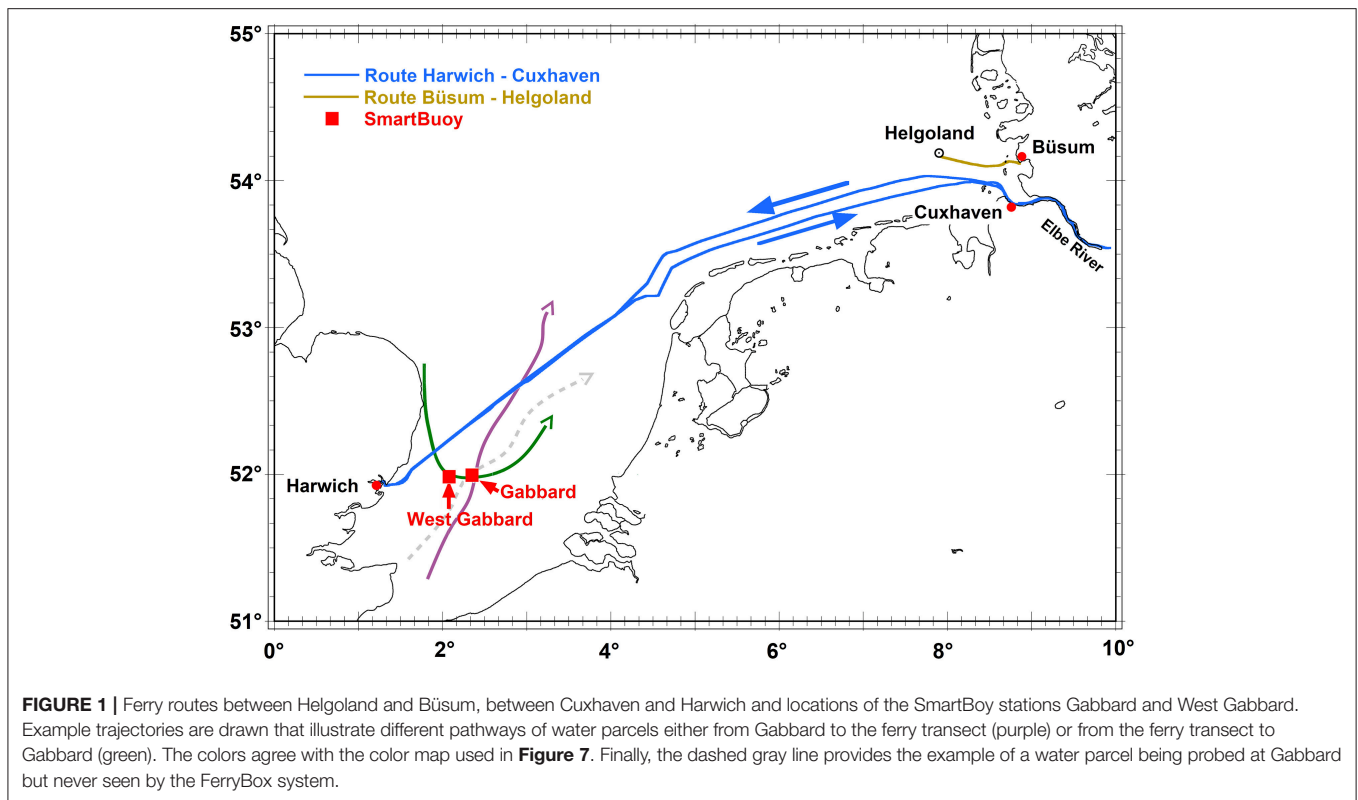 55°
54°
53°
52°
51°
0°
2°
4°
6°
8°
10°
Route Harwich - Cuxhaven
Route Büsum - Helgoland
SmartBuoy
Helgoland
Büsum
Cuxhaven
Elbe River
Harwich
Gabbard
West Gabbard
FIGURE 1 | Ferry routes between Helgoland and Büsum, between Cuxhaven and Harwich and locations of the SmartBoy stations Gabbard and West Gabbard.
Example trajectories are drawn that illustrate different pathways of water parcels either from Gabbard to the ferry transect (purple) or from the ferry transect to
Gabbard (green). The colors agree with the color map used in Figure 7. Finally, the dashed gray line provides the example of a water parcel being probed at Gabbard
but never seen by the FerryBox system.